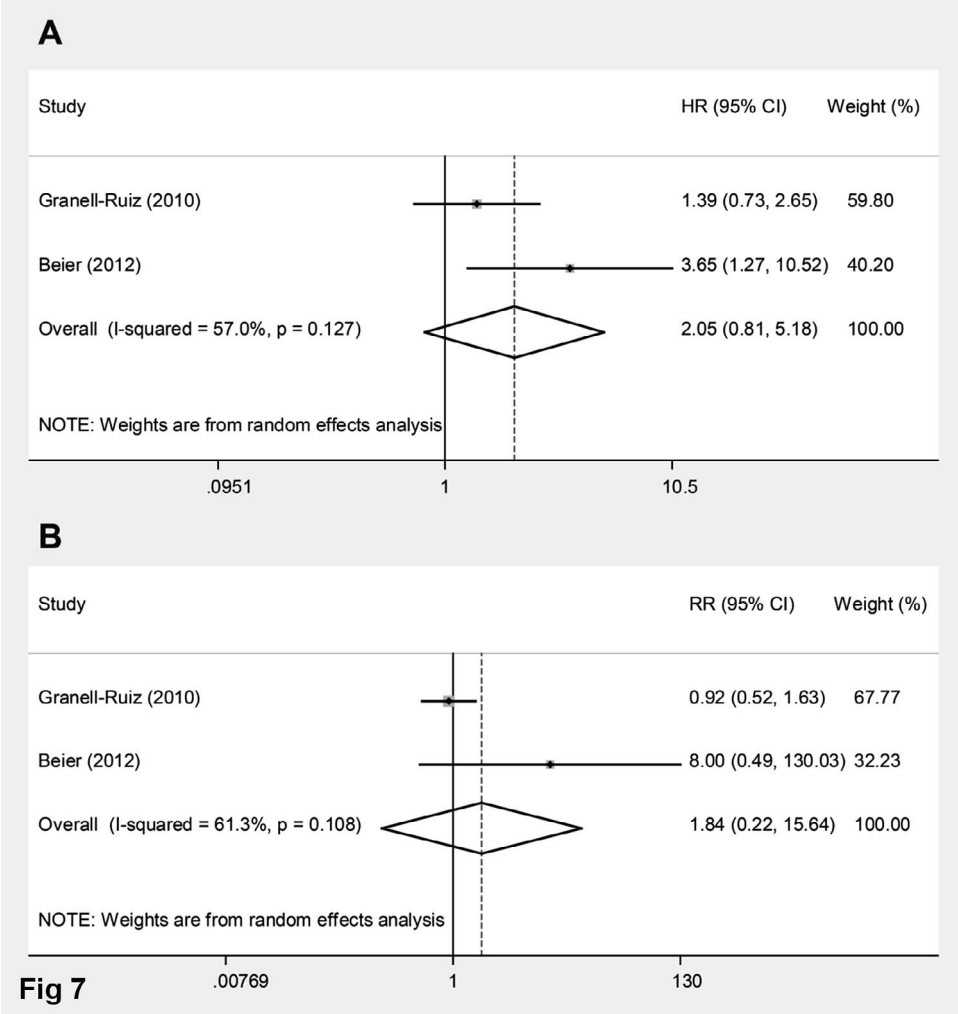 A
Study HR (95% CI) Weight (%)
Granell-Ruiz (2010) 1.39 (0.73, 2.65) 59.80
Beier (2012) 3.65 (1.27, 10.52) 40.20
Overall (I-squared = 57.0%, p = 0.127) 2.05 (0.81, 5.18) 100.00
NOTE: Weights are from random effects analysis
.0951 1 10.5
B
Study RR (95% CI) Weight (%)
Granell-Ruiz (2010) 0.92 (0.52, 1.63) 67.77
Beier (2012) 8.00 (0.49, 130.03) 32.23
Overall (I-squared = 61.3%, p = 0.108) 1.84 (0.22, 15.64) 100.00
NOTE: Weights are from random effects analysis
.00769 1 130
Fig 7